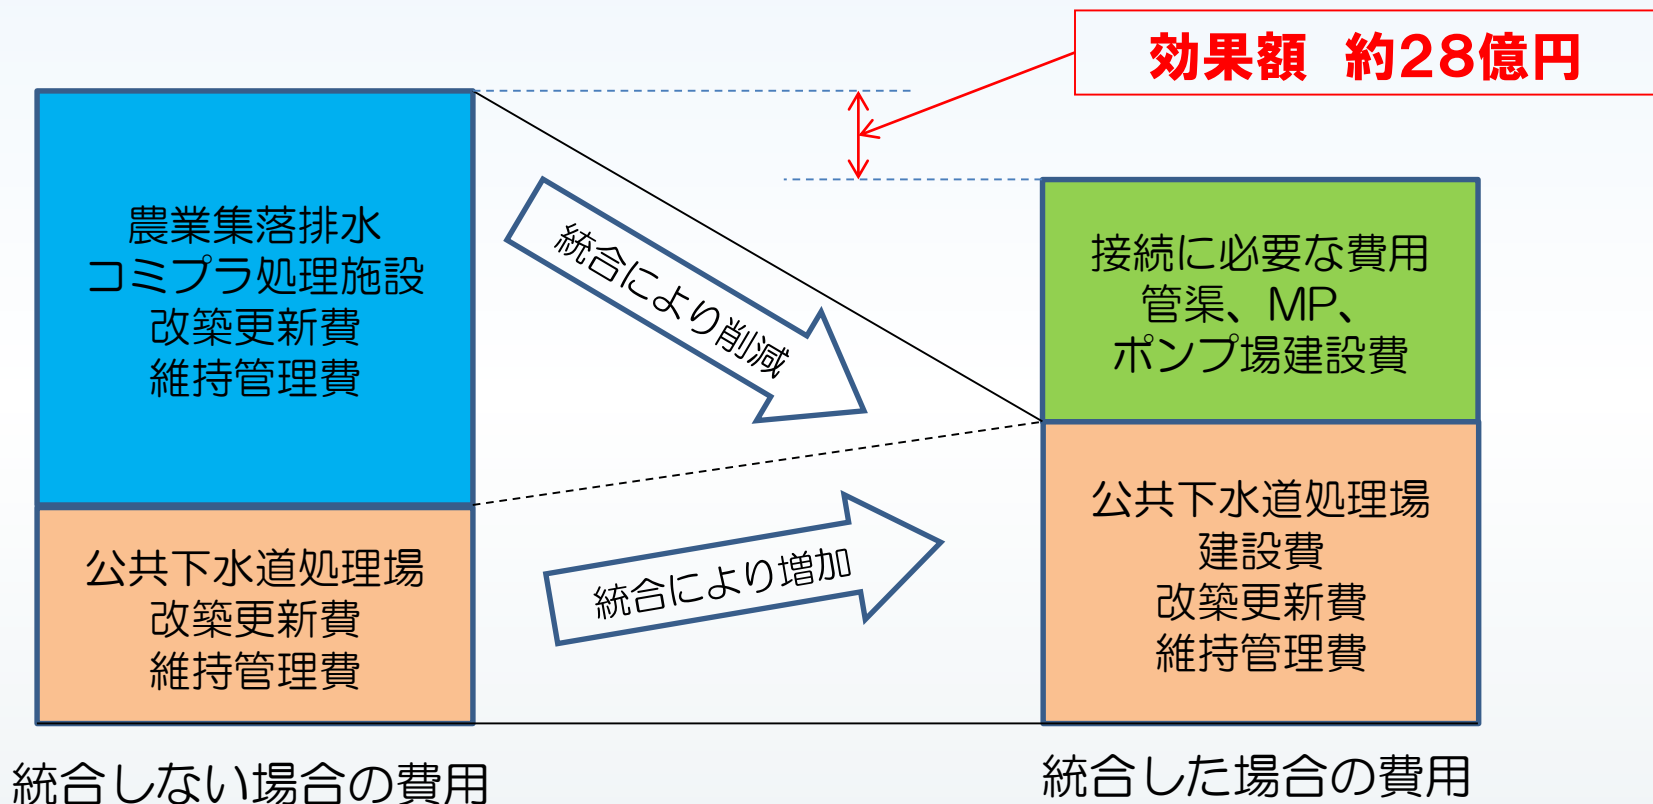 効果額　約28億円
農業集落排水
コミプラ処理施設
改築更新費
維持管理費
公共下水道処理場
改築更新費
維持管理費
統合により削減
統合により増加
接続に必要な費用
管渠、MP、
ポンプ場建設費
公共下水道処理場
建設費
改築更新費
維持管理費
統合しない場合の費用
統合した場合の費用